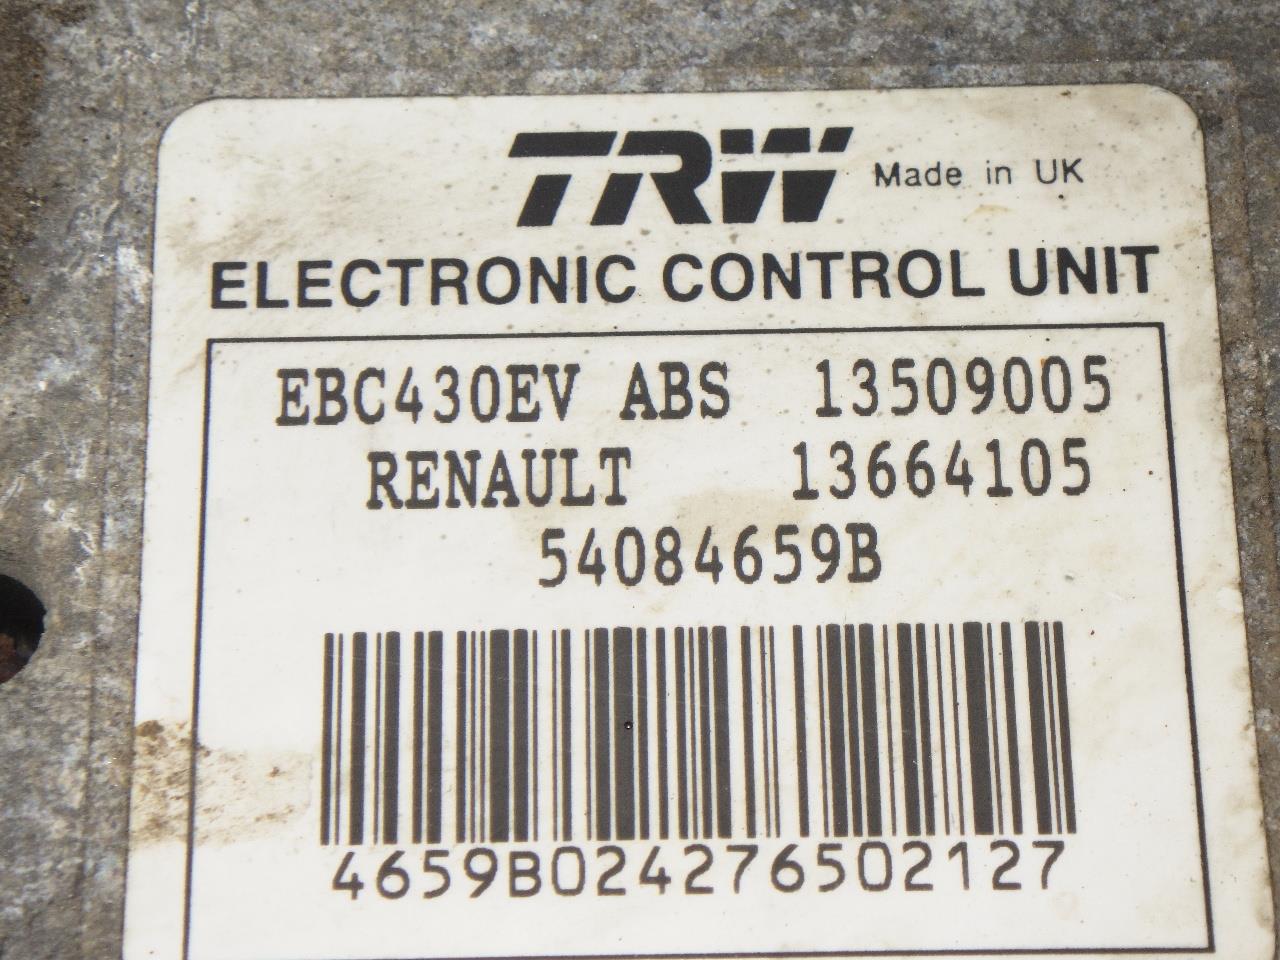 TRW Made in UK
ELECTRONIC CONTROL UNIT
EBC430EV ABS 13509005
RENAULT 13664105
54084659B
4659B024276502127